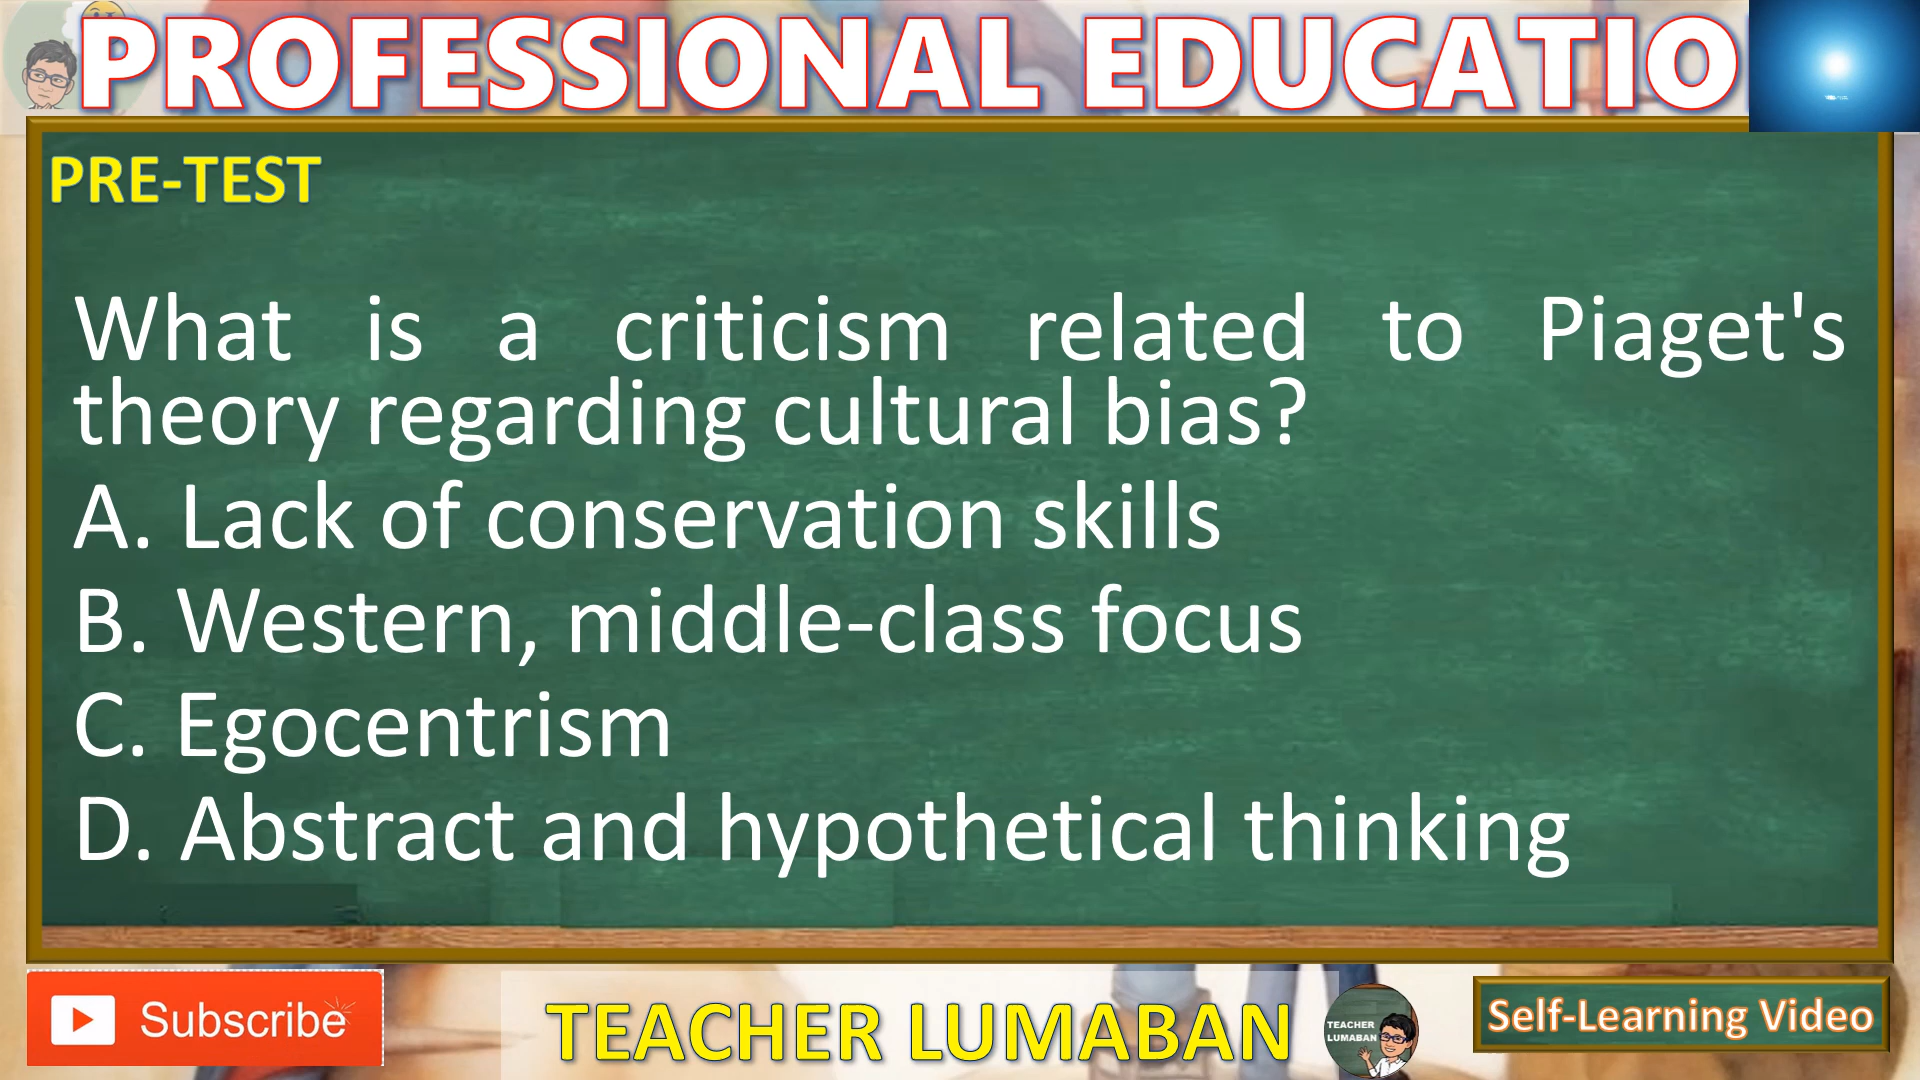 PROFESSIONAL EDUCATIO
PRE-TEST
What is a criticism related to Piaget's
theory regarding cultural bias?
A. Lack of conservation skills
B. Western, middle-class focus
C. Egocentrism
D. Abstract and hypothetical thinking
Subscribe
TEACHER LUMABAN
TEACHER
LUMABAN
Self-Learning Video